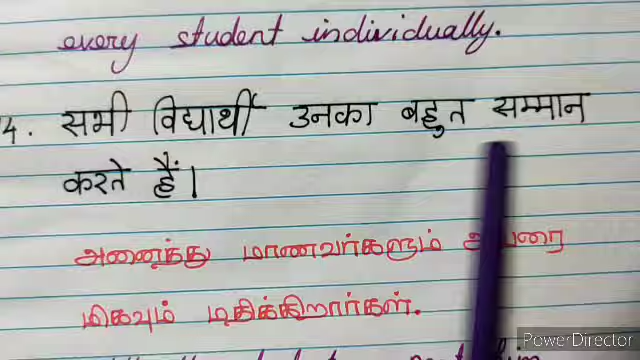 every student individually.
4. सभी विद्यार्थी उनका बहुत सम्मान
करते हैं।
அனைத்து மாணவர்களும்
மிகவும் மதிக்கிறார்கள்.
PowerDirector